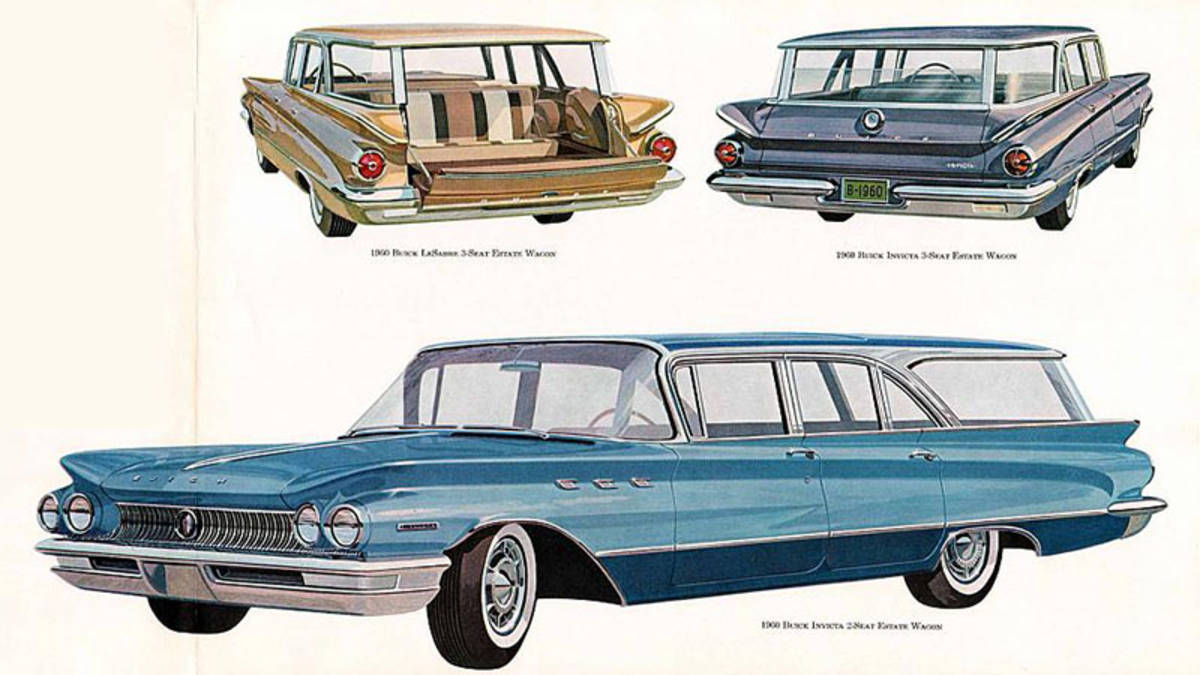 1960 Buick LeSabre 3-Seat Estate Wagon
BUICK
B-1960
1960 Buick Invicta 3-Seat Estate Wagon
BUICK
1960 Buick Invicta 2-Seat Estate Wagon